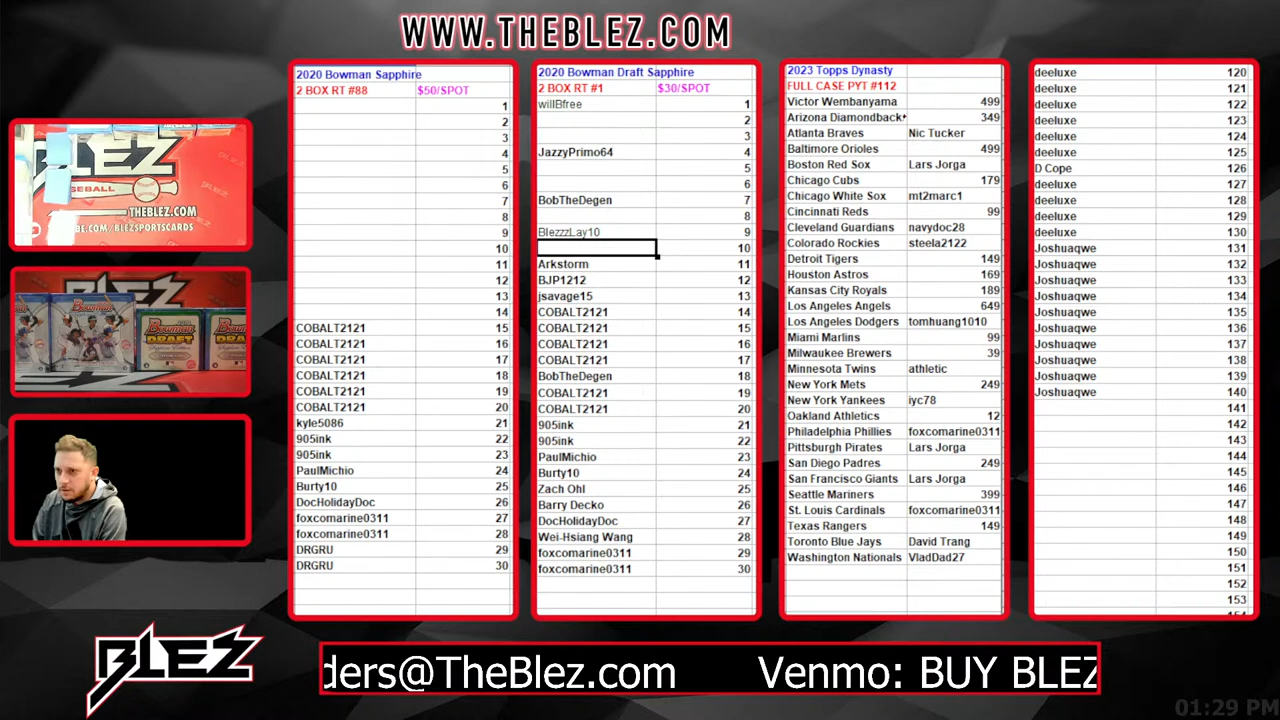 WWW.THEBLEZ.COM
2020 Bowman Sapphire
2 BOX RT #88 $50/SPOT
1
2
3
4
5
6
7
8
9
10
11
12
13
14
COBALT2121 15
COBALT2121 16
COBALT2121 17
COBALT2121 18
COBALT2121 19
COBALT2121 20
kyle5086 21
905ink 22
905ink 23
PaulMichio 24
Burty10 25
DocHolidayDoc 26
foxcomarine0311 27
foxcomarine0311 28
DRGRU 29
DRGRU 30
2020 Bowman Draft Sapphire
2 BOX RT #1 $30/SPOT
willBfree 1
2
3
JazzyPrimo64 4
5
6
BobTheDegen 7
8
BlezzzLay10 9
10
Arkstorm 11
BJP1212 12
jsavage15 13
COBALT2121 14
COBALT2121 15
COBALT2121 16
COBALT2121 17
BobTheDegen 18
COBALT2121 19
COBALT2121 20
905ink 21
905ink 22
PaulMichio 23
Burty10 24
Zach Ohl 25
Barry Decko 26
DocHolidayDoc 27
Wei-Hsiang Wang 28
foxcomarine0311 29
foxcomarine0311 30
2023 Topps Dynasty
FULL CASE PYT #112
Victor Wembanyama 499
Arizona Diamondback 349
Atlanta Braves Nic Tucker
Baltimore Orioles 499
Boston Red Sox Lars Jorga
Chicago Cubs 179
Chicago White Sox mt2marc1
Cincinnati Reds 99
Cleveland Guardians navydoc28
Colorado Rockies steela2122
Detroit Tigers 149
Houston Astros 169
Kansas City Royals 189
Los Angeles Angels 649
Los Angeles Dodgers tomhuang1010
Miami Marlins 99
Milwaukee Brewers 39
Minnesota Twins athletic
New York Mets 249
New York Yankees iyc78
Oakland Athletics 12
Philadelphia Phillies foxcomarine0311
Pittsburgh Pirates Lars Jorga
San Diego Padres 249
San Francisco Giants Lars Jorga
Seattle Mariners 399
St. Louis Cardinals foxcomarine0311
Texas Rangers 149
Toronto Blue Jays David Trang
Washington Nationals VladDad27
deeluxe 120
deeluxe 121
deeluxe 122
deeluxe 123
deeluxe 124
deeluxe 125
D Cope 126
deeluxe 127
deeluxe 128
deeluxe 129
deeluxe 130
Joshuaqwe 131
Joshuaqwe 132
Joshuaqwe 133
Joshuaqwe 134
Joshuaqwe 135
Joshuaqwe 136
Joshuaqwe 137
Joshuaqwe 138
Joshuaqwe 139
Joshuaqwe 140
141
142
143
144
145
146
147
148
149
150
151
152
153
154
BLEZ
SEBALL
THEBLEZ.COM
BE.COM/BLEZSPORTSCARDS
Bowman
Bowman
DRAFT
DRAFT
BLEZ
ders@TheBlez.com Venmo: BUY BLEZ
01:29 PM